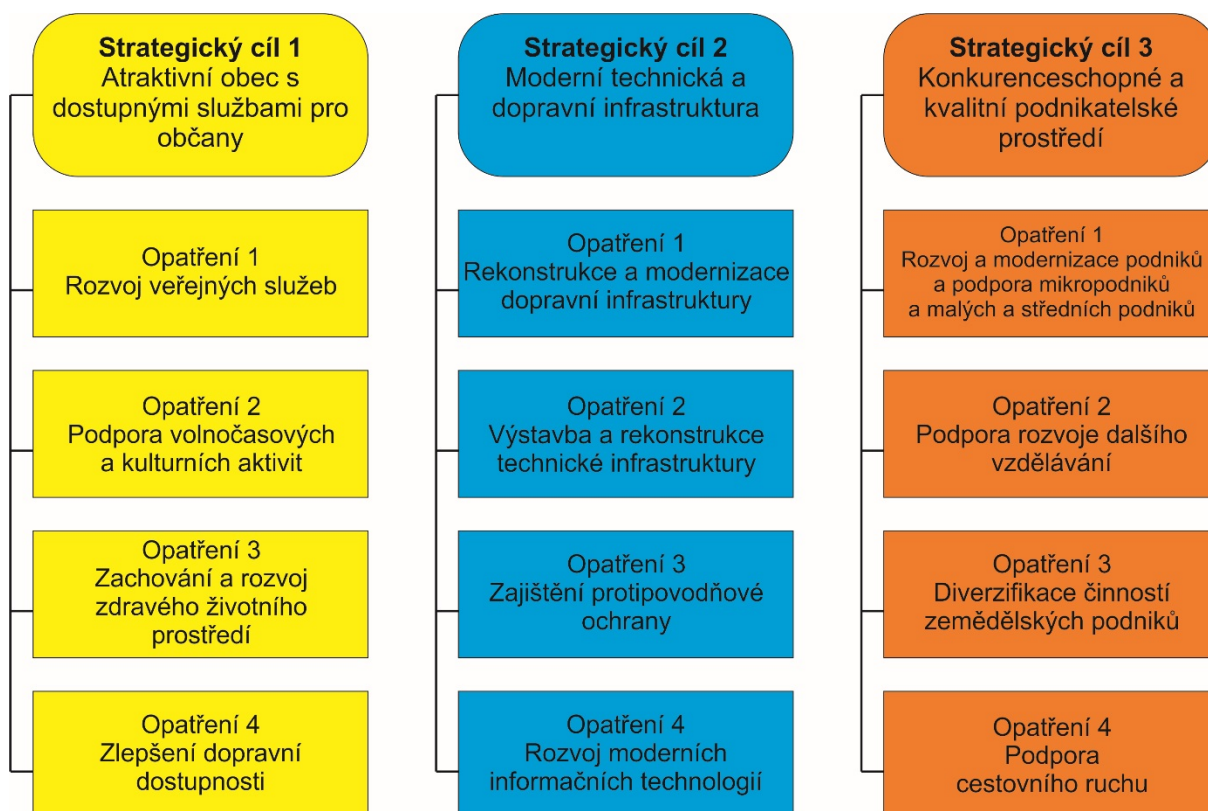 Strategický cíl 1
Atraktivní obec s
dostupnými službami pro
občany
Opatření 1
Rozvoj veřejných služeb
Opatření 2
Podpora volnočasových
a kulturních aktivit
Opatření 3
Zachování a rozvoj
zdravého životního
prostředí
Opatření 4
Zlepšení dopravní
dostupnosti
Strategický cíl 2
Moderní technická a
dopravní infrastruktura
Opatření 1
Rekonstrukce a modernizace
dopravní infrastruktury
Opatření 2
Výstavba a rekonstrukce
technické infrastruktury
Opatření 3
Zajištění protipovodňové
ochrany
Opatření 4
Rozvoj moderních
informačních technologií
Strategický cíl 3
Konkurenceschopné a
kvalitní podnikatelské
prostředí
Opatření 1
Rozvoj a modernizace podniků
a podpora mikropodniků
a malých a středních podniků
Opatření 2
Podpora rozvoje dalšího
vzdělávání
Opatření 3
Diverzifikace činností
zemědělských podniků
Opatření 4
Podpora
cestovního ruchu